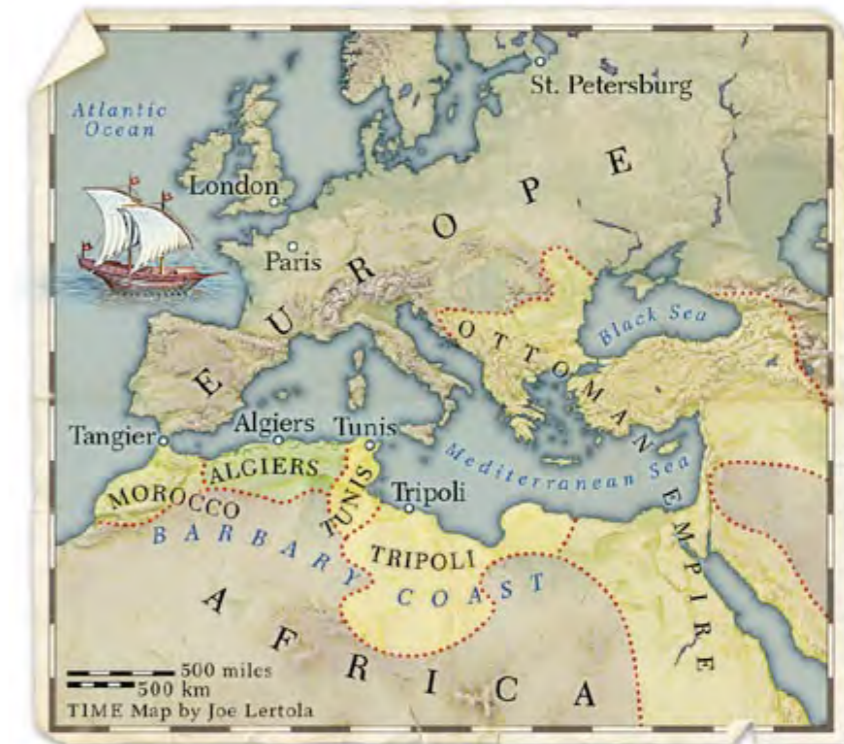 St. Petersburg
Atlantic
Ocean
London
Paris
EUROPE
Black Sea
OTTOMAN EMPIRE
Tangier
Algiers
Tunis
Mediterranean Sea
ALGIERS
MOROCCO
TUNIS
Tripoli
TRIPOLI
BARBARY COAST
AFRICA
500 miles
500 km
TIME Map by Joe Lertola